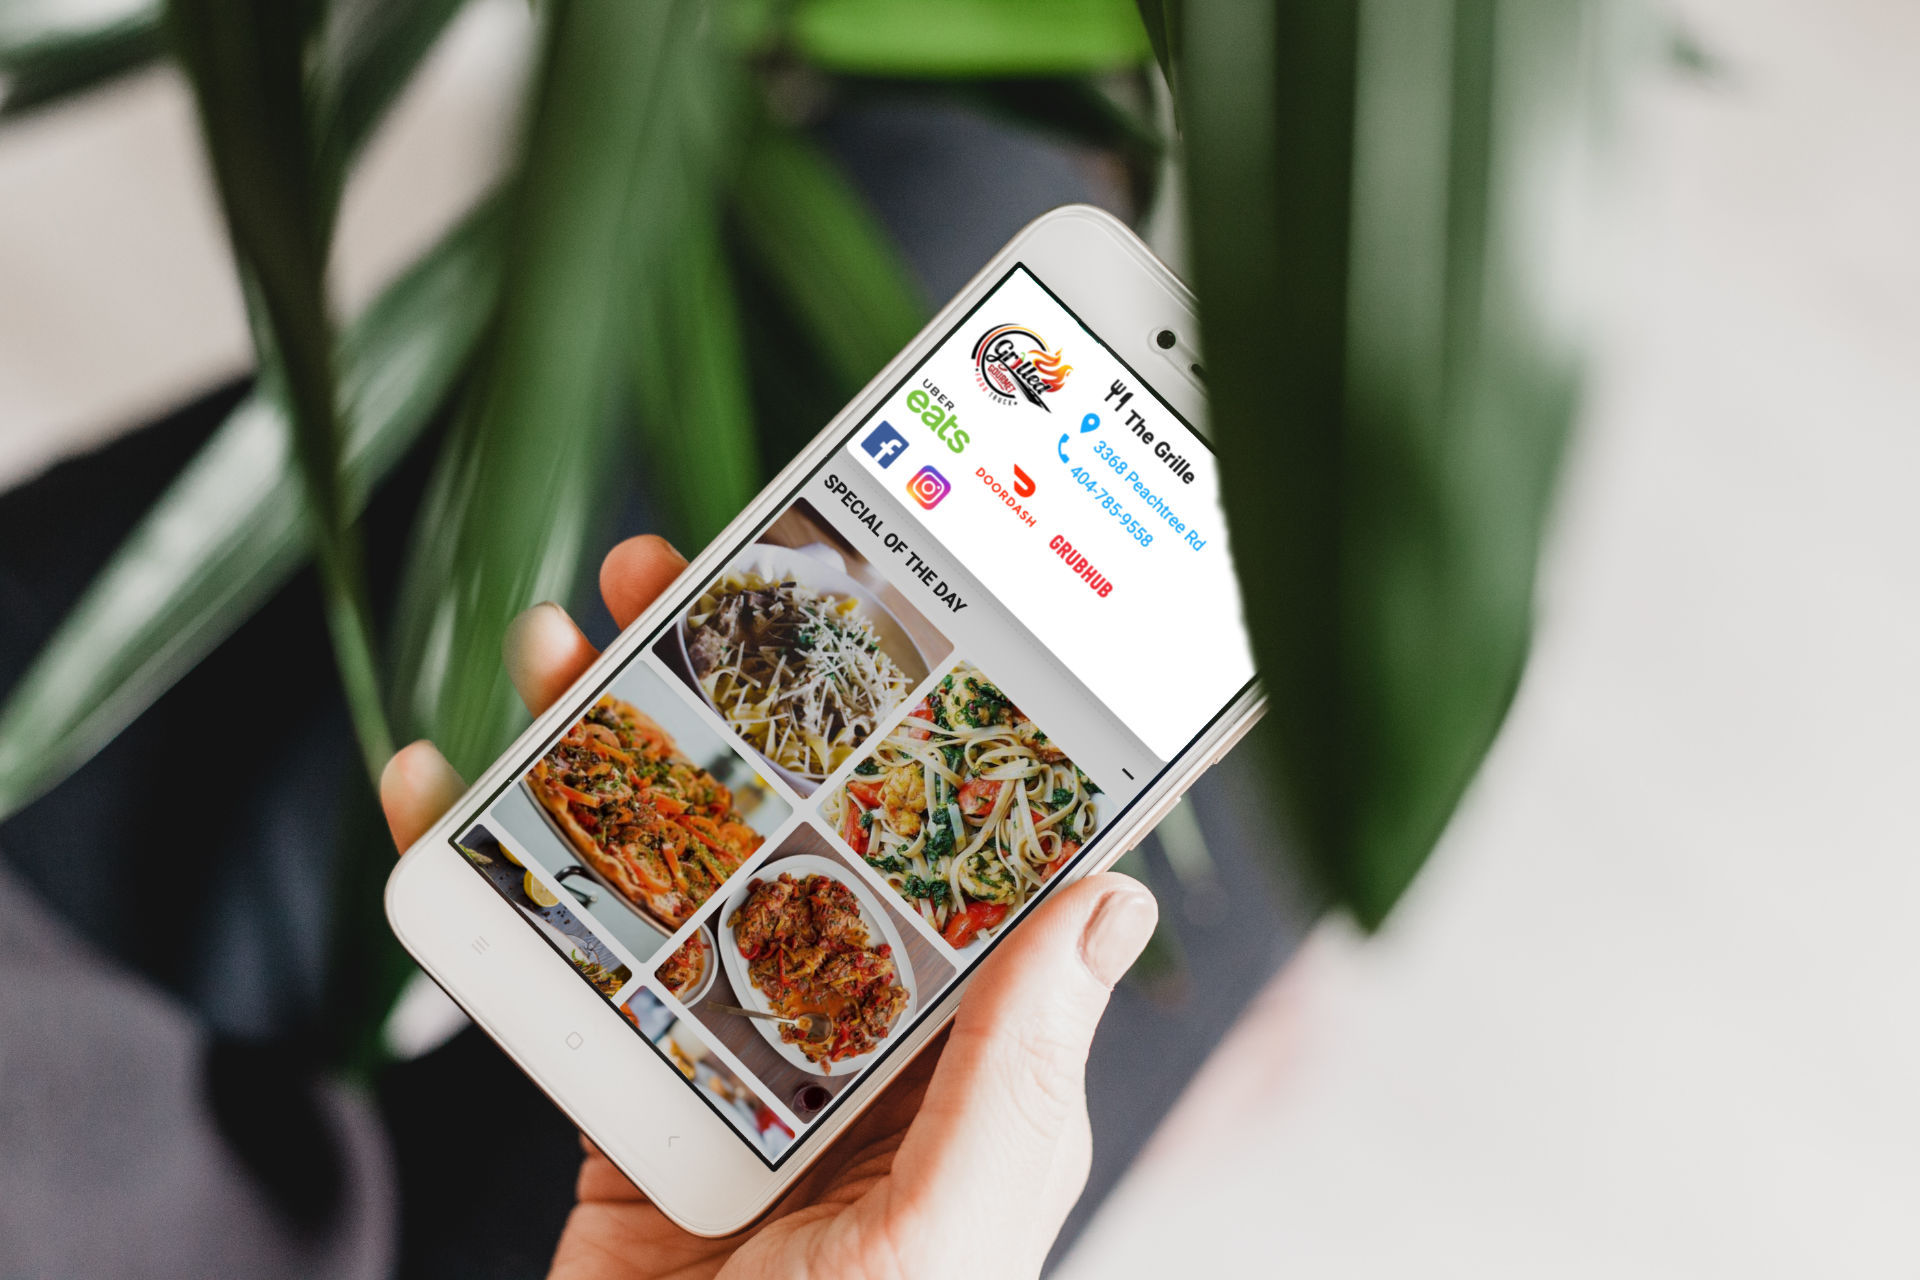 Grilled
GOURMET
FOOD TRUCK
The Grille
3368 Peachtree Rd
404-785-9558
UBER
eats
DOORDASH
GRUBHUB
SPECIAL OF THE DAY